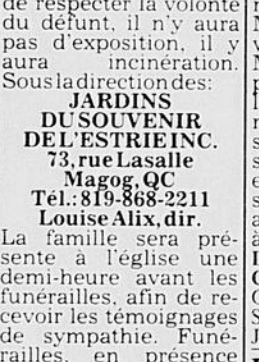 de respecter la volonté
du défunt, il n'y aura
pas d'exposition, il y
aura incinération.
Sous la direction des:
JARDINS
DU SOUVENIR
DE L'ESTRIE INC.
73, rue Lasalle
Magog, QC
Tél.: 819-868-2211
Louise Alix, dir.
La famille sera pré-
sente à l'église une
demi-heure avant les
funérailles, afin de re-
cevoir les témoignages
de sympathie. Funé-
railles, en présence